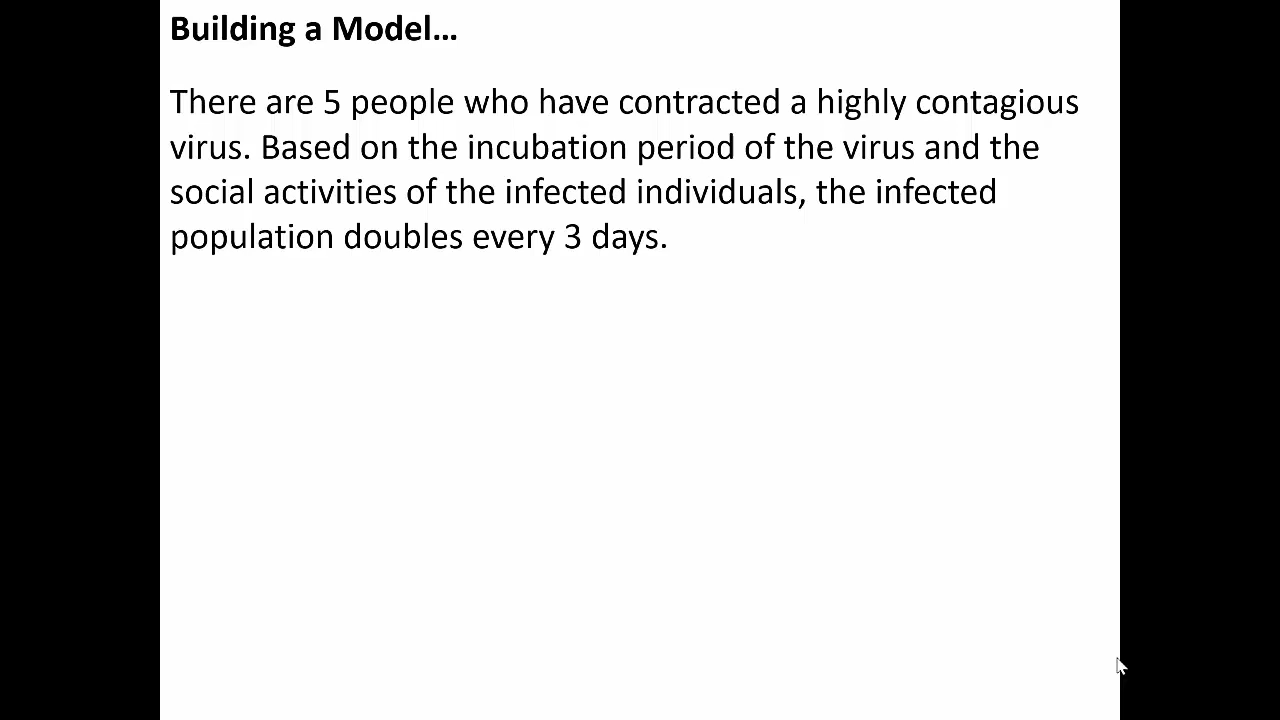 Building a Model…
There are 5 people who have contracted a highly contagious
virus. Based on the incubation period of the virus and the
social activities of the infected individuals, the infected
population doubles every 3 days.